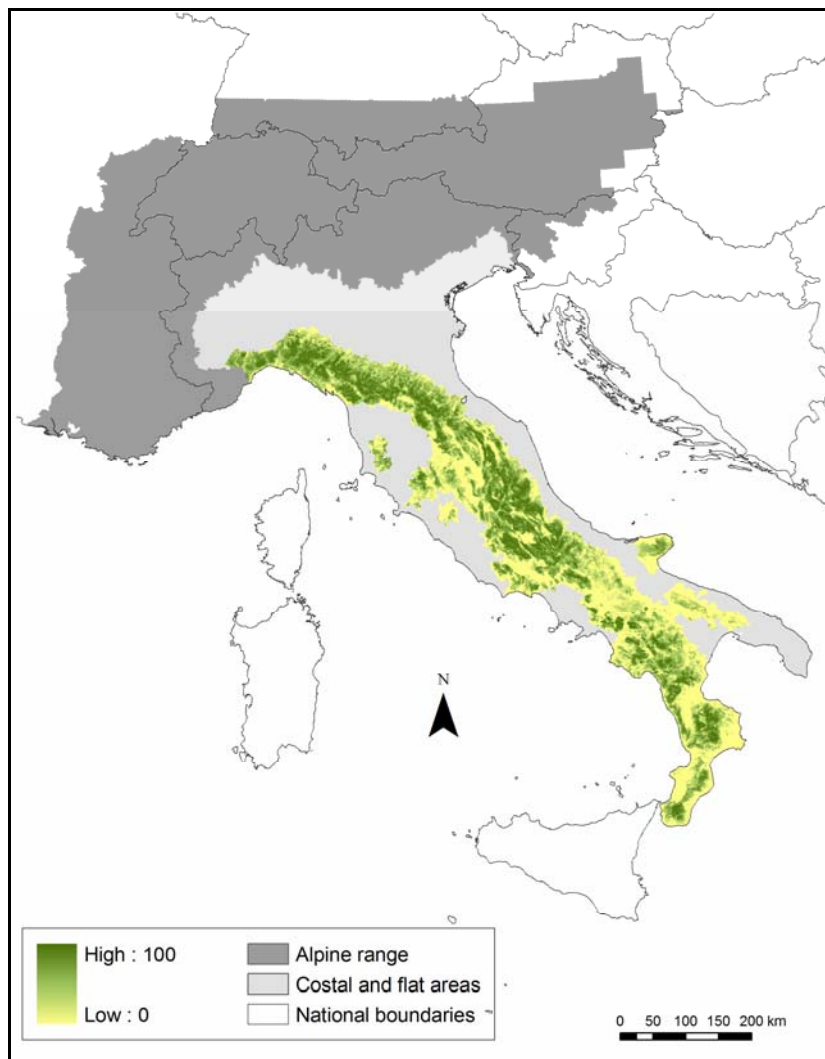 N
High : 100
Low : 0
Alpine range
Costal and flat areas
National boundaries
0 50 100 150 200 km